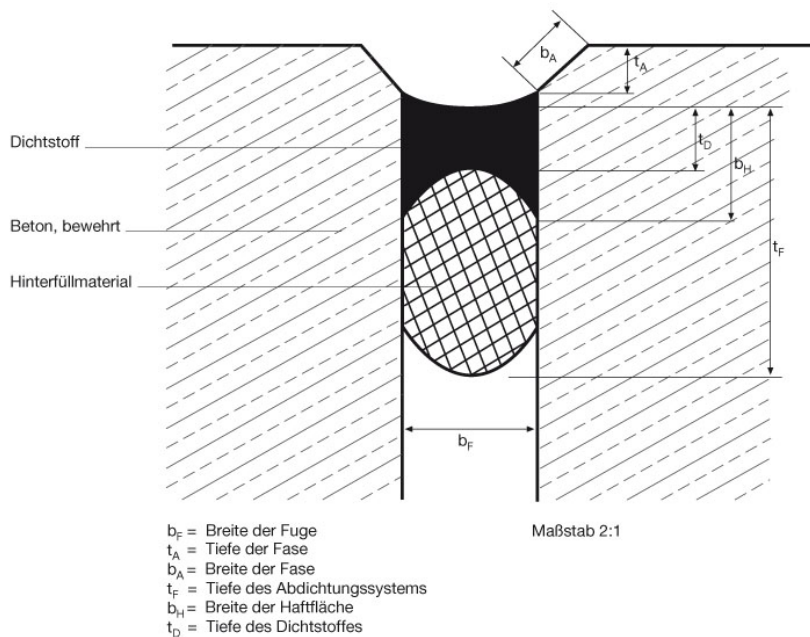 b_A
t_A
Dichtstoff
t_D
b_H
Beton, bewehrt
t_F
Hinterfüllmaterial
b_F
b_F = Breite der Fuge
Maßstab 2:1
t_A = Tiefe der Fase
b_A = Breite der Fase
t_F = Tiefe des Abdichtungssystems
b_H = Breite der Haftfläche
t_D = Tiefe des Dichtstoffes